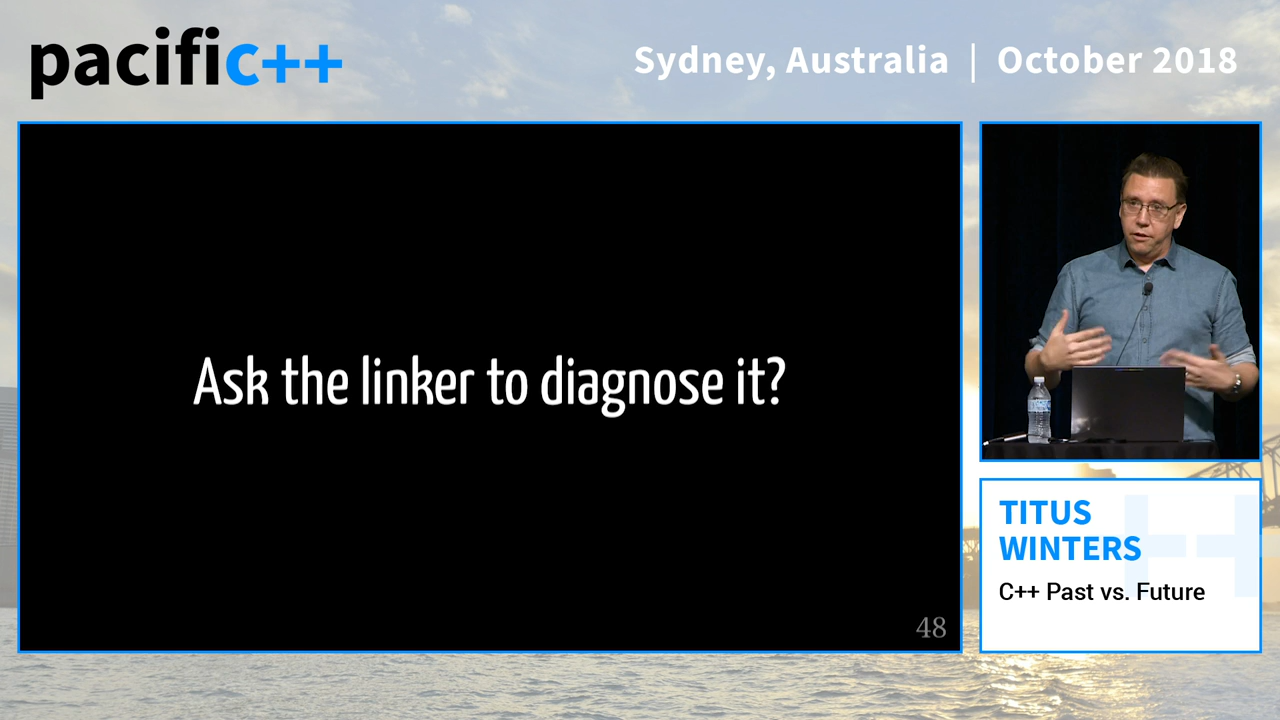 pacific++
Sydney, Australia | October 2018
Ask the linker to diagnose it?
48
TITUS
WINTERS
C++ Past vs. Future